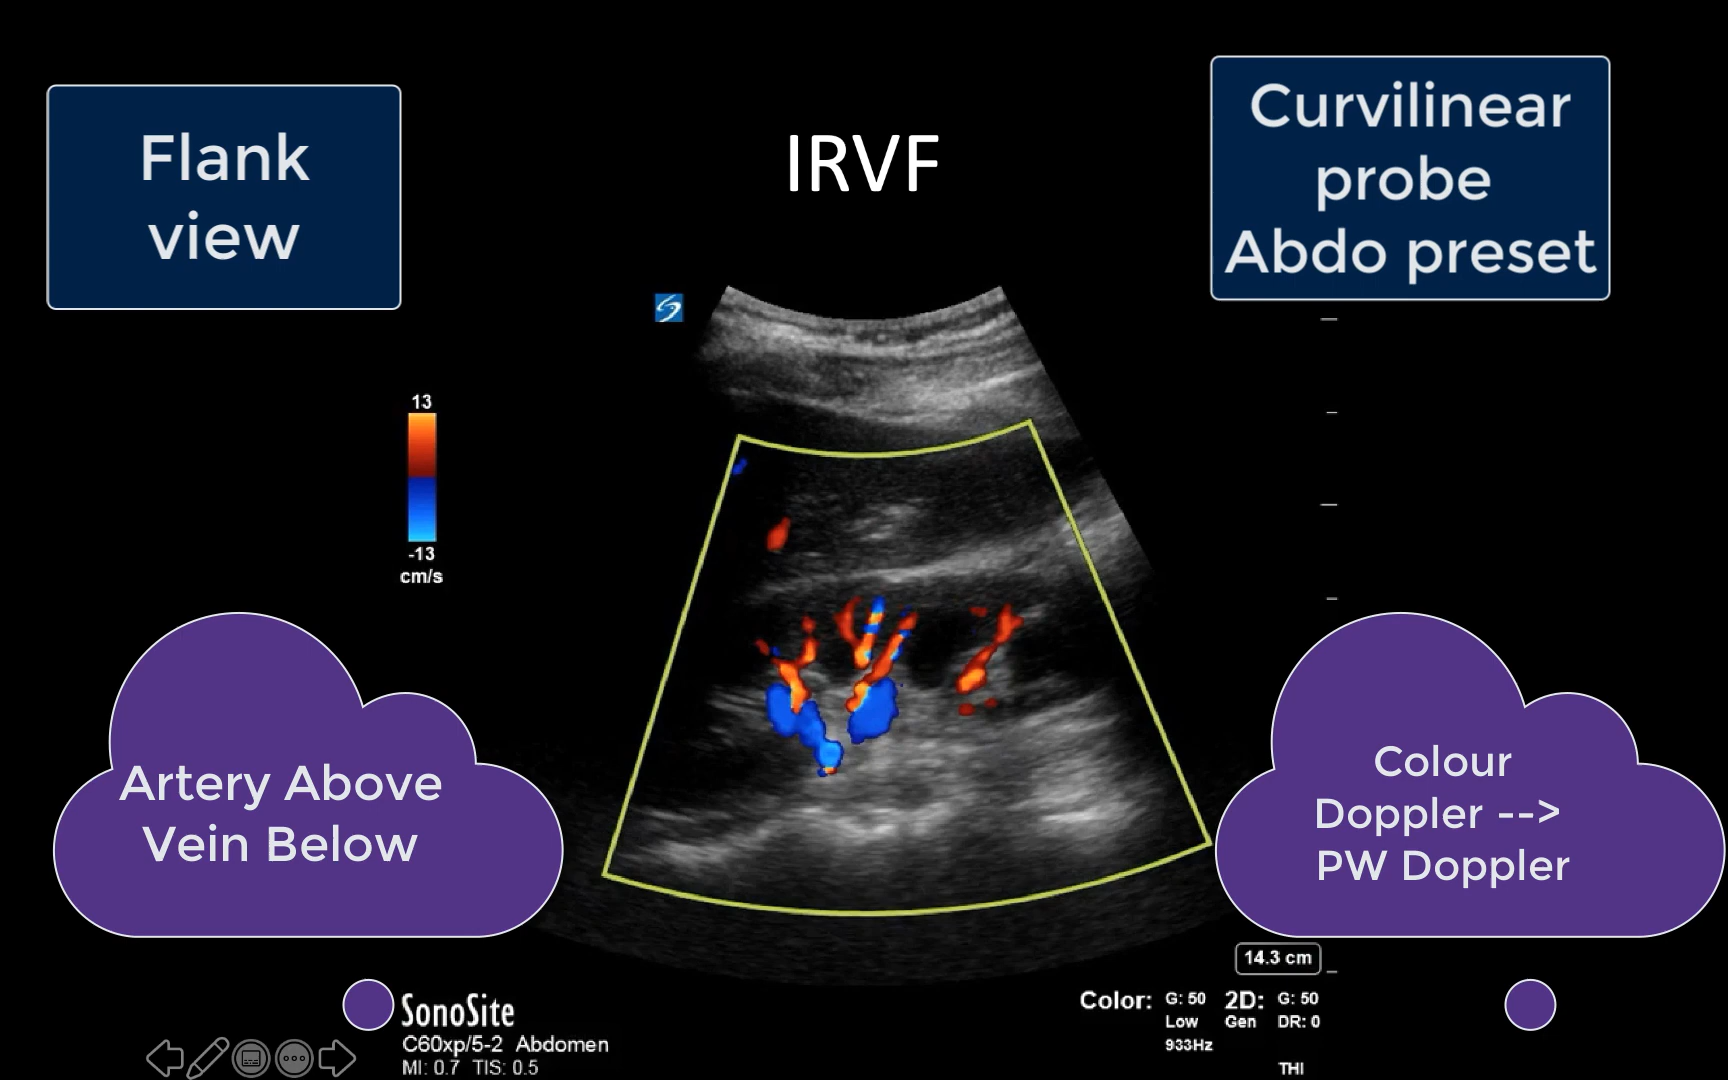 Flank
view
IRVF
Curvilinear
probe
Abdo preset
13
-13
cm/s
Artery Above
Vein Below
Colour
Doppler -->
PW Doppler
14.3 cm
SonoSite
C60xp/5-2 Abdomen
MI: 0.7 TIS: 0.5
Color: G: 50 2D: G: 50
Low Gen DR: 0
933Hz
THI